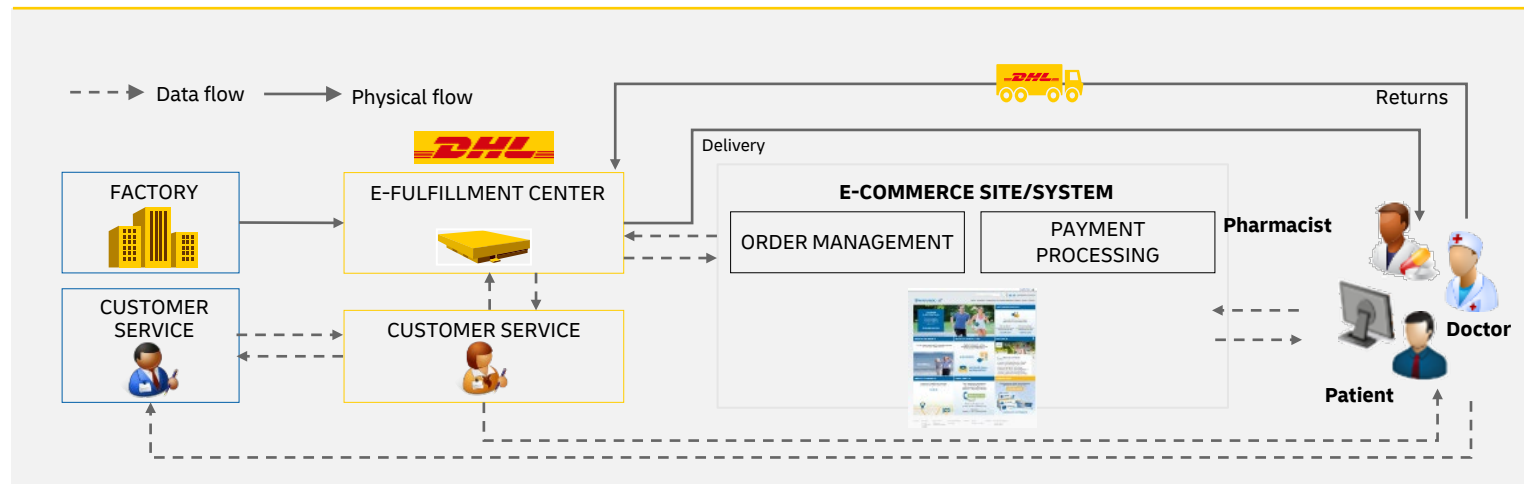 Data flow
Physical flow
DHL
Returns
DHL
Delivery
FACTORY
E-FULFILLMENT CENTER
E-COMMERCE SITE/SYSTEM
ORDER MANAGEMENT
PAYMENT
PROCESSING
Pharmacist
CUSTOMER
SERVICE
CUSTOMER SERVICE
Doctor
Patient